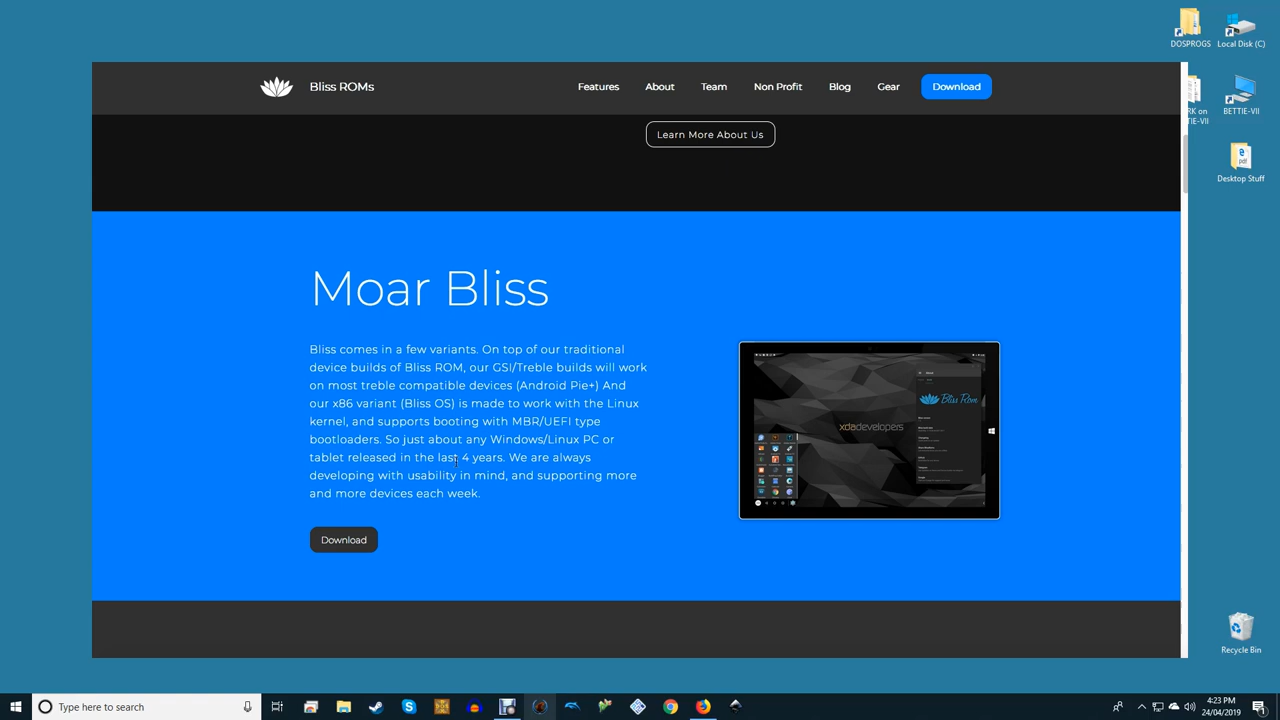 DOSPROGS
Local Disk (C)
Bliss ROMs
Features
About
Team
Non Profit
Blog
Gear
Download
RK on
TIE-VII
BETTIE-VII
Learn More About Us
Desktop Stuff
Moar Bliss
Bliss comes in a few variants. On top of our traditional
device builds of Bliss ROM, our GSI/Treble builds will work
on most treble compatible devices (Android Pie+) And
our x86 variant (Bliss OS) is made to work with the Linux
kernel, and supports booting with MBR/UEFI type
bootloaders. So just about any Windows/Linux PC or
tablet released in the last 4 years. We are always
developing with usability in mind, and supporting more
and more devices each week.
Bliss Rom
xdadevelopers
Download
Recycle Bin
Type here to search
4:23 PM
24/04/2019